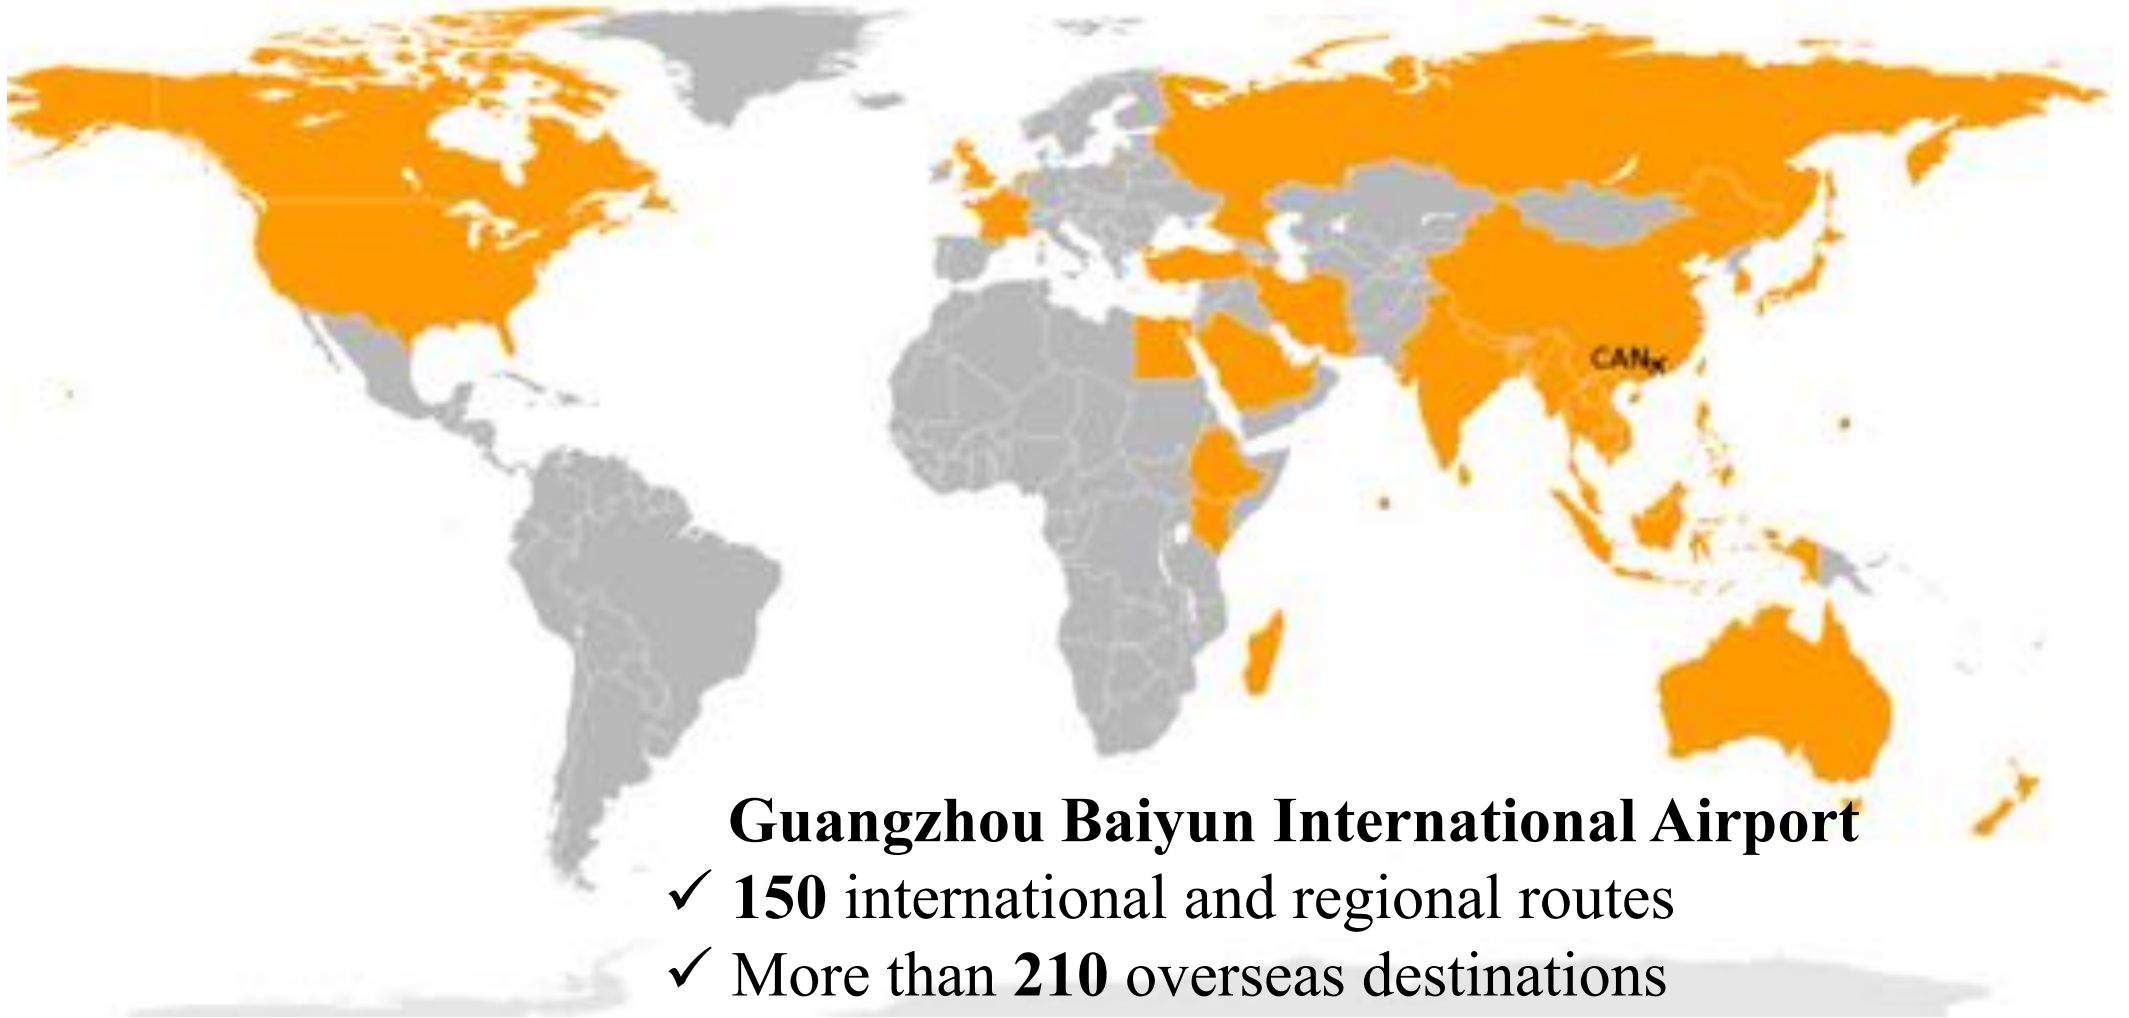 CAN
Guangzhou Baiyun International Airport
✓ 150 international and regional routes
✓ More than 210 overseas destinations